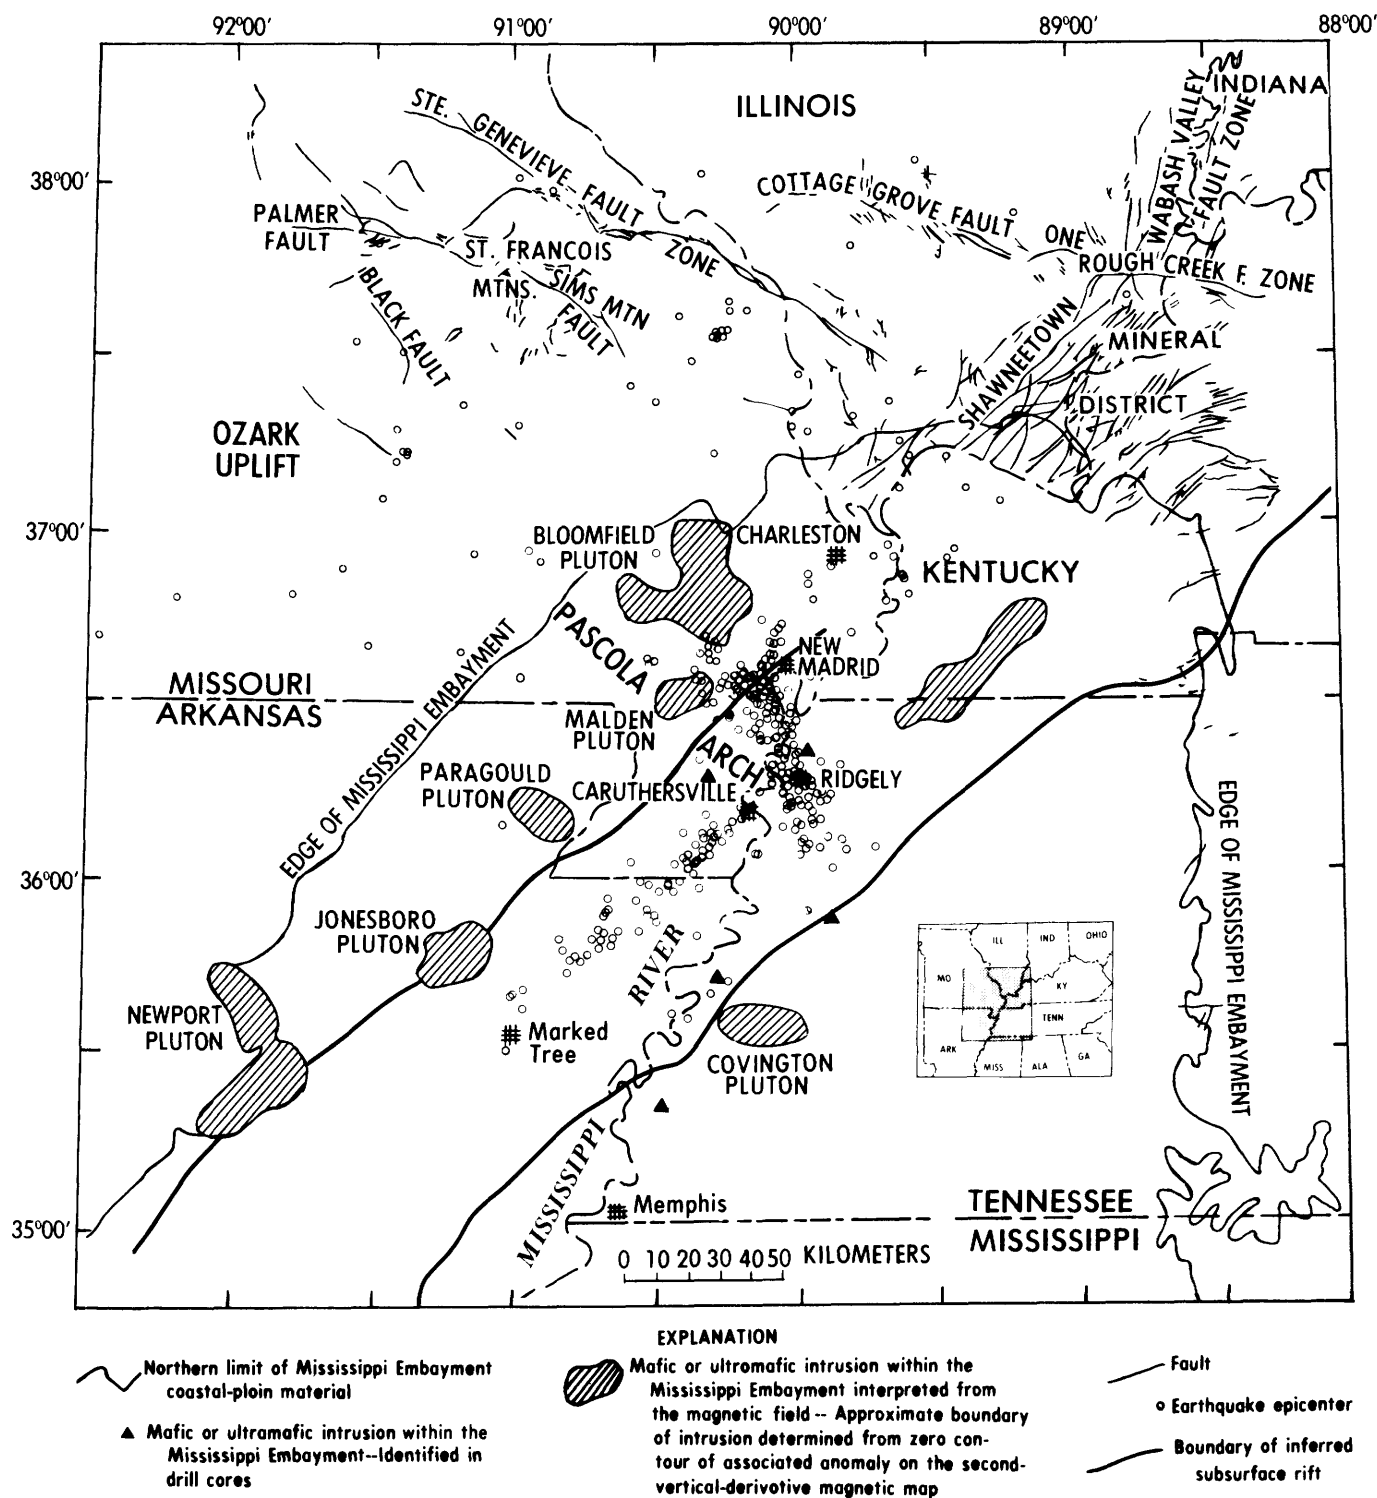 92°00'
91°00'
90°00'
89°00'
88°00'
ILLINOIS
INDIANA
WABASH VALLEY
FAULT ZONE
STE. GENEVIEVE FAULT
ZONE
38°00'
COTTAGE GROVE FAULT
ONE
ROUGH CREEK F. ZONE
PALMER
FAULT
ST. FRANCOIS
MTNS.
SIMS MTN
FAULT
BLACK FAULT
SHAWNEETOWN
MINERAL
DISTRICT
OZARK
UPLIFT
37°00'
BLOOMFIELD
PLUTON
CHARLESTON
KENTUCKY
PASCOLA
ARCH
NEW
MADRID
MISSOURI
ARKANSAS
EDGE OF MISSISSIPPI EMBAYMENT
MALDEN
PLUTON
PARAGOULD
PLUTON
CARUTHERSVILLE
RIDGELY
36°00'
EDGE OF MISSISSIPPI EMBAYMENT
JONESBORO
PLUTON
NEWPORT
PLUTON
Marked
Tree
MISSISSIPPI
RIVER
COVINGTON
PLUTON
ILL
IND
OHIO
MO
KY
TENN
ARK
MISS
ALA
GA
35°00'
Memphis
TENNESSEE
MISSISSIPPI
0 10 20 30 40 50 KILOMETERS
EXPLANATION
Northern limit of Mississippi Embayment
coastal-ploin material
Mafic or ultramafic intrusion within the
Mississippi Embayment--Identified in
drill cores
Mafic or ultromafic intrusion within the
Mississippi Embayment interpreted from
the magnetic field -- Approximate boundary
of intrusion determined from zero con-
tour of associated anomaly on the second-
vertical-derivotive magnetic map
Fault
Earthquake epicenter
Boundary of inferred
subsurface rift